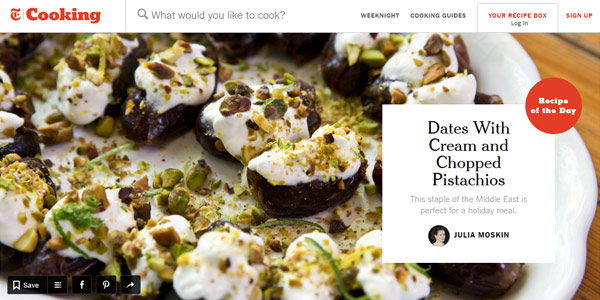 T Cooking
What would you like to cook?
WEEKNIGHT
COOKING GUIDES
YOUR RECIPE BOX
Log In
SIGN UP
Recipe
of the Day
Dates With
Cream and
Chopped
Pistachios
This staple of the Middle East is
perfect for a holiday meal.
JULIA MOSKIN
Save